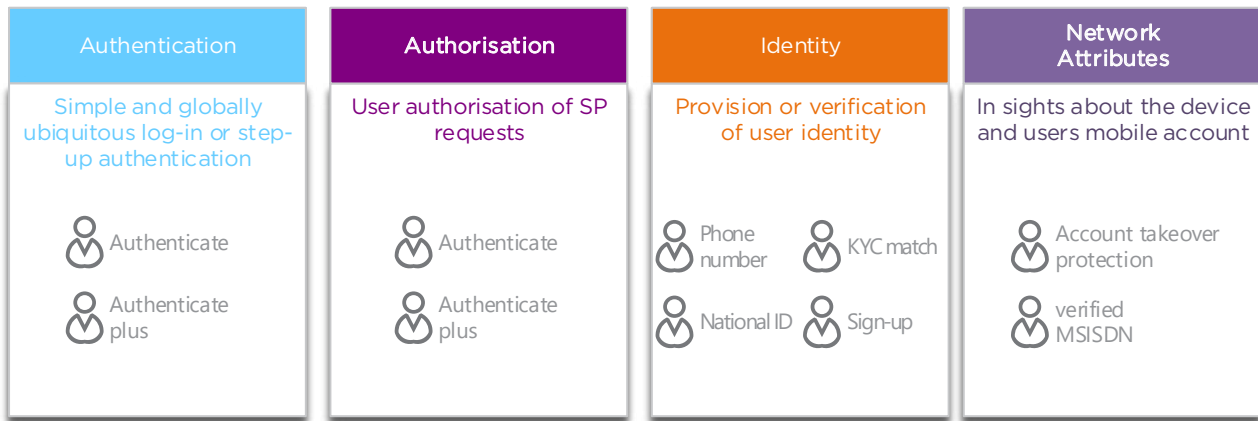 Authentication
Simple and globally
ubiquitous log-in or step-
up authentication
Authenticate
Authenticate
plus
Authorisation
User authorisation of SP
requests
Authenticate
Authenticate
plus
Identity
Provision or verification
of user identity
Phone
number
KYC match
National ID
Sign-up
Network
Attributes
In sights about the device
and users mobile account
Account takeover
protection
verified
MSISDN